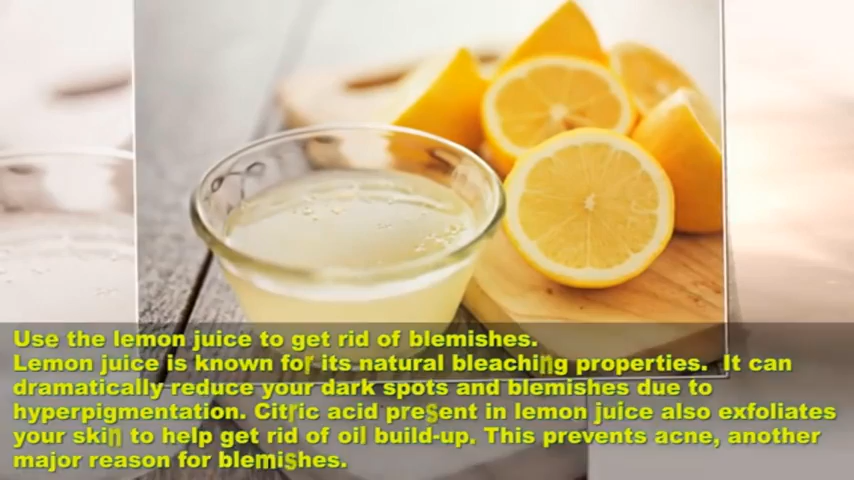 Use the lemon juice to get rid of blemishes.
Lemon juice is known for its natural bleaching properties. It can
dramatically reduce your dark spots and blemishes due to
hyperpigmentation. Citric acid present in lemon juice also exfoliates
your skin to help get rid of oil build-up. This prevents acne, another
major reason for blemishes.